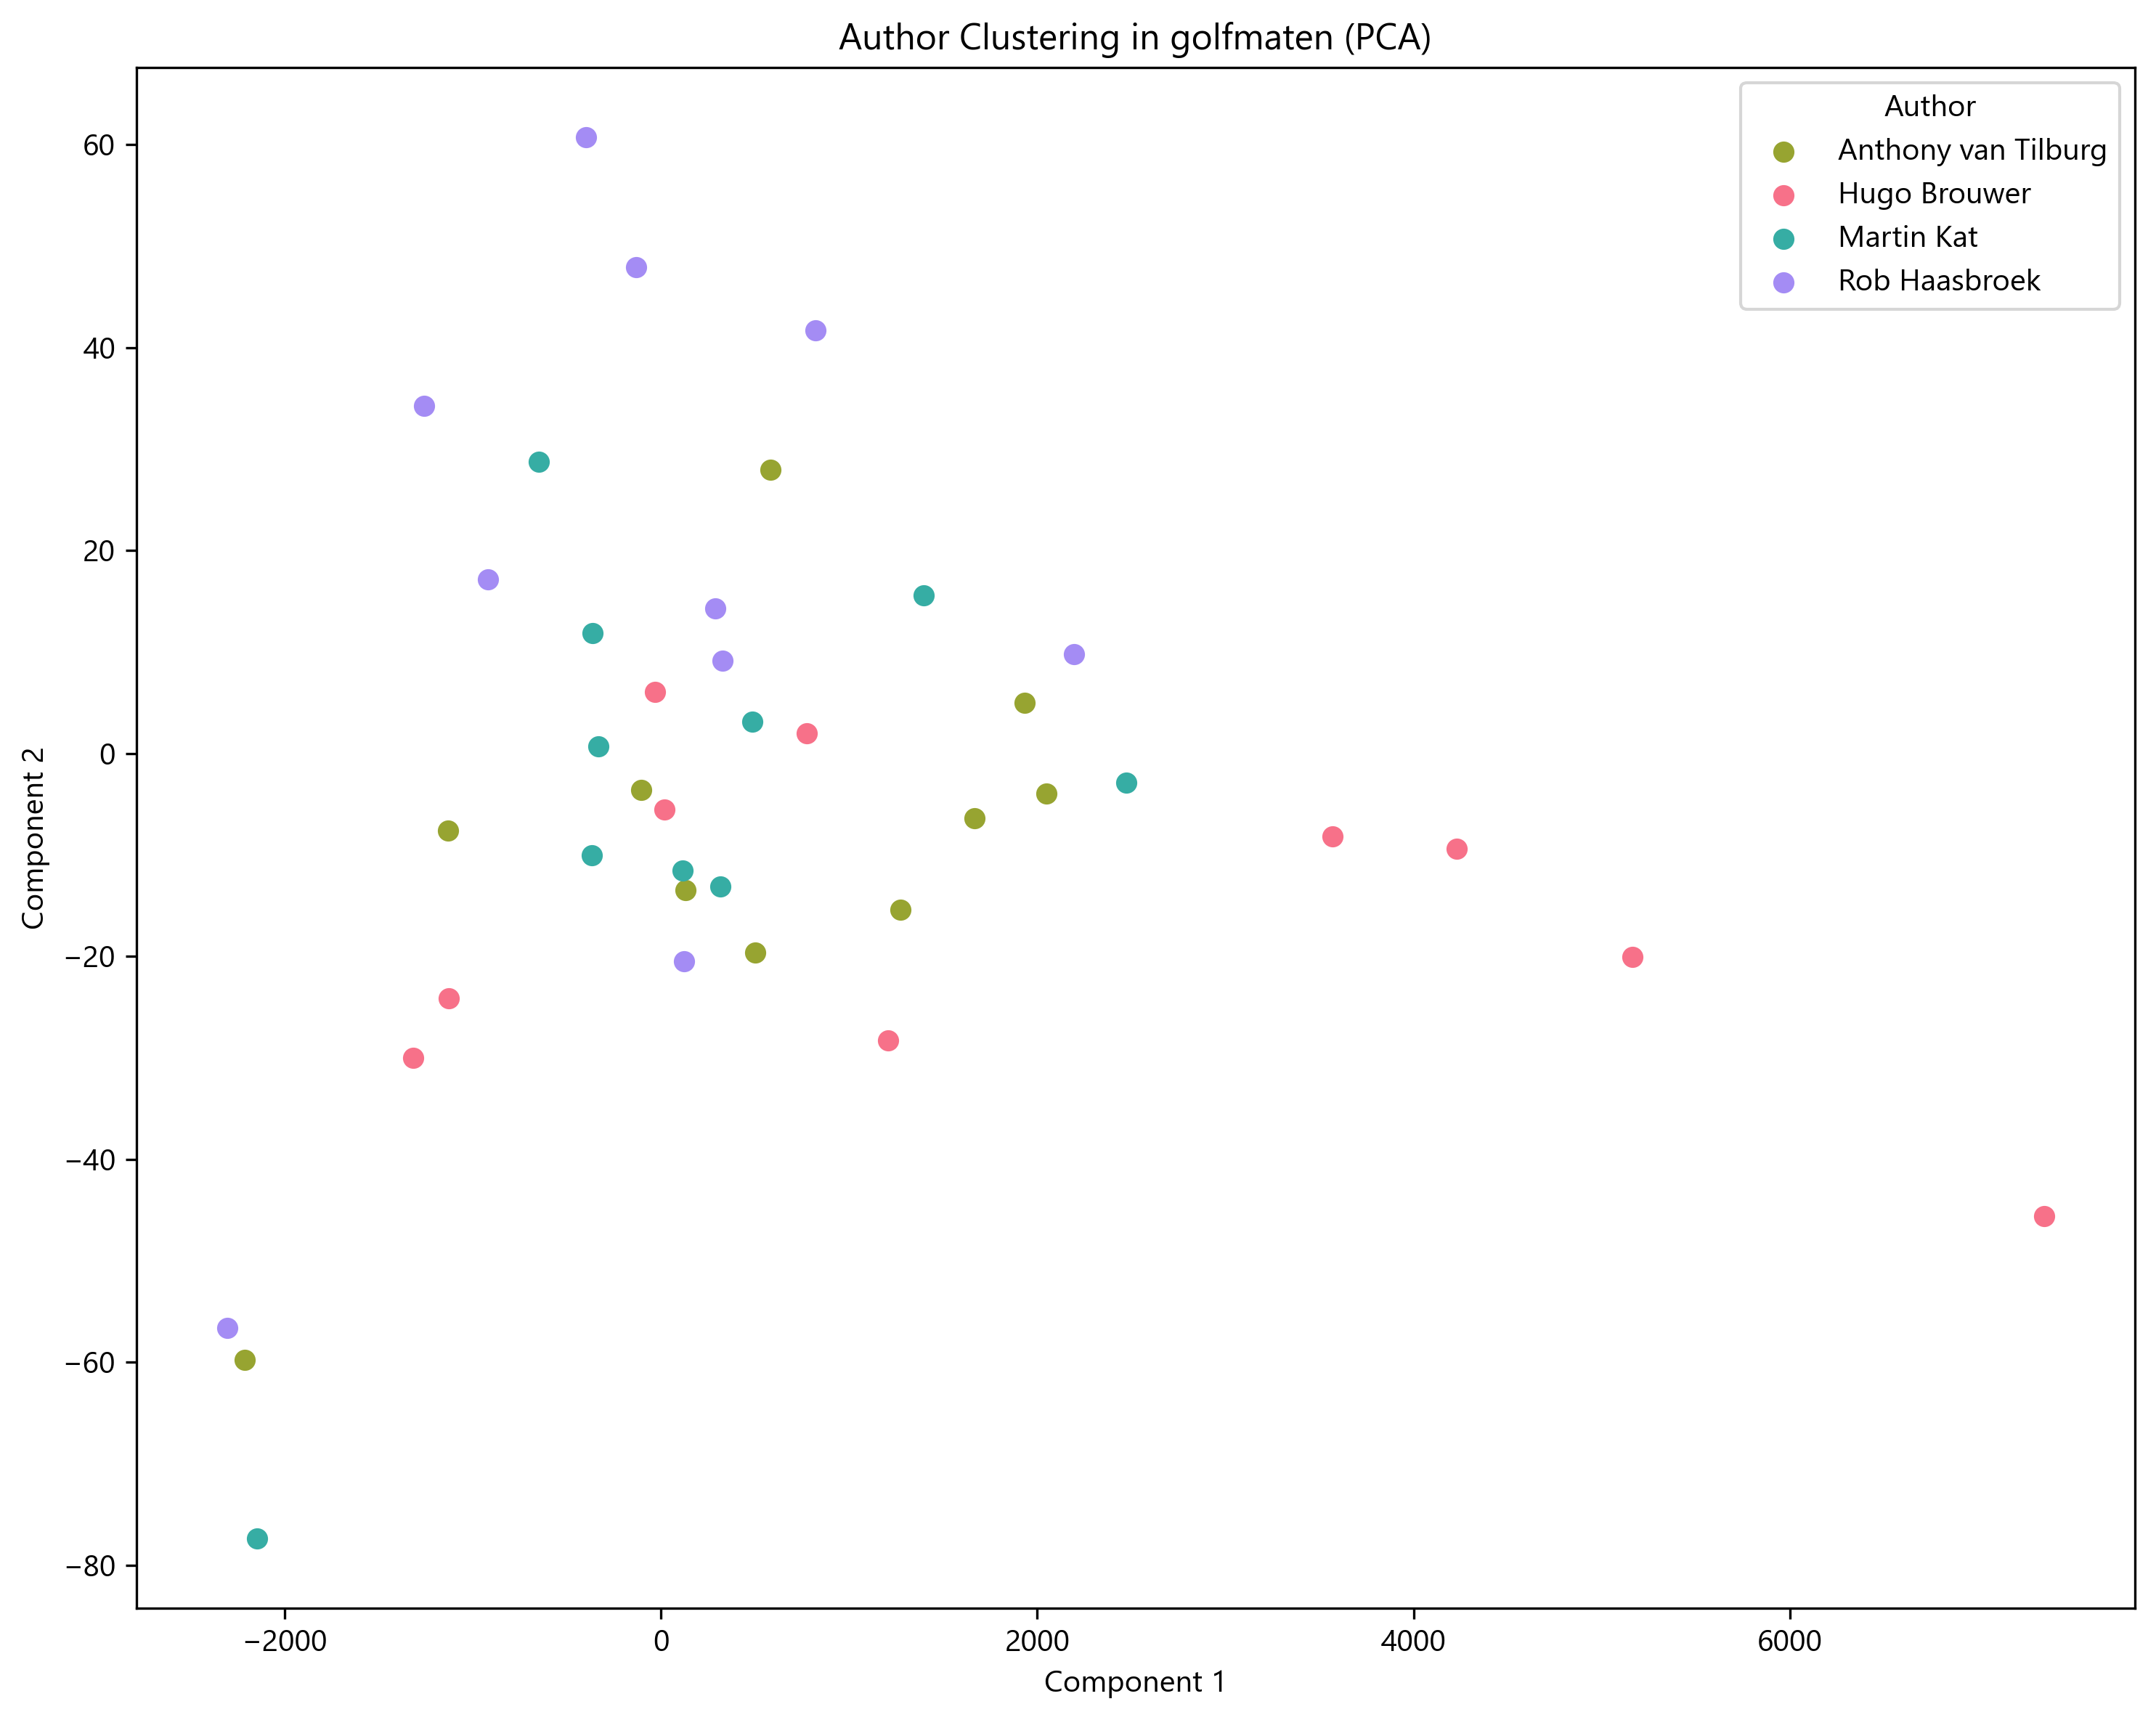 Author Clustering in golfmaten (PCA)
Author
Anthony van Tilburg
Hugo Brouwer
Martin Kat
Rob Haasbroek
60
40
20
0
−20
−40
−60
−80
Component 2
−2000
0
2000
4000
6000
Component 1